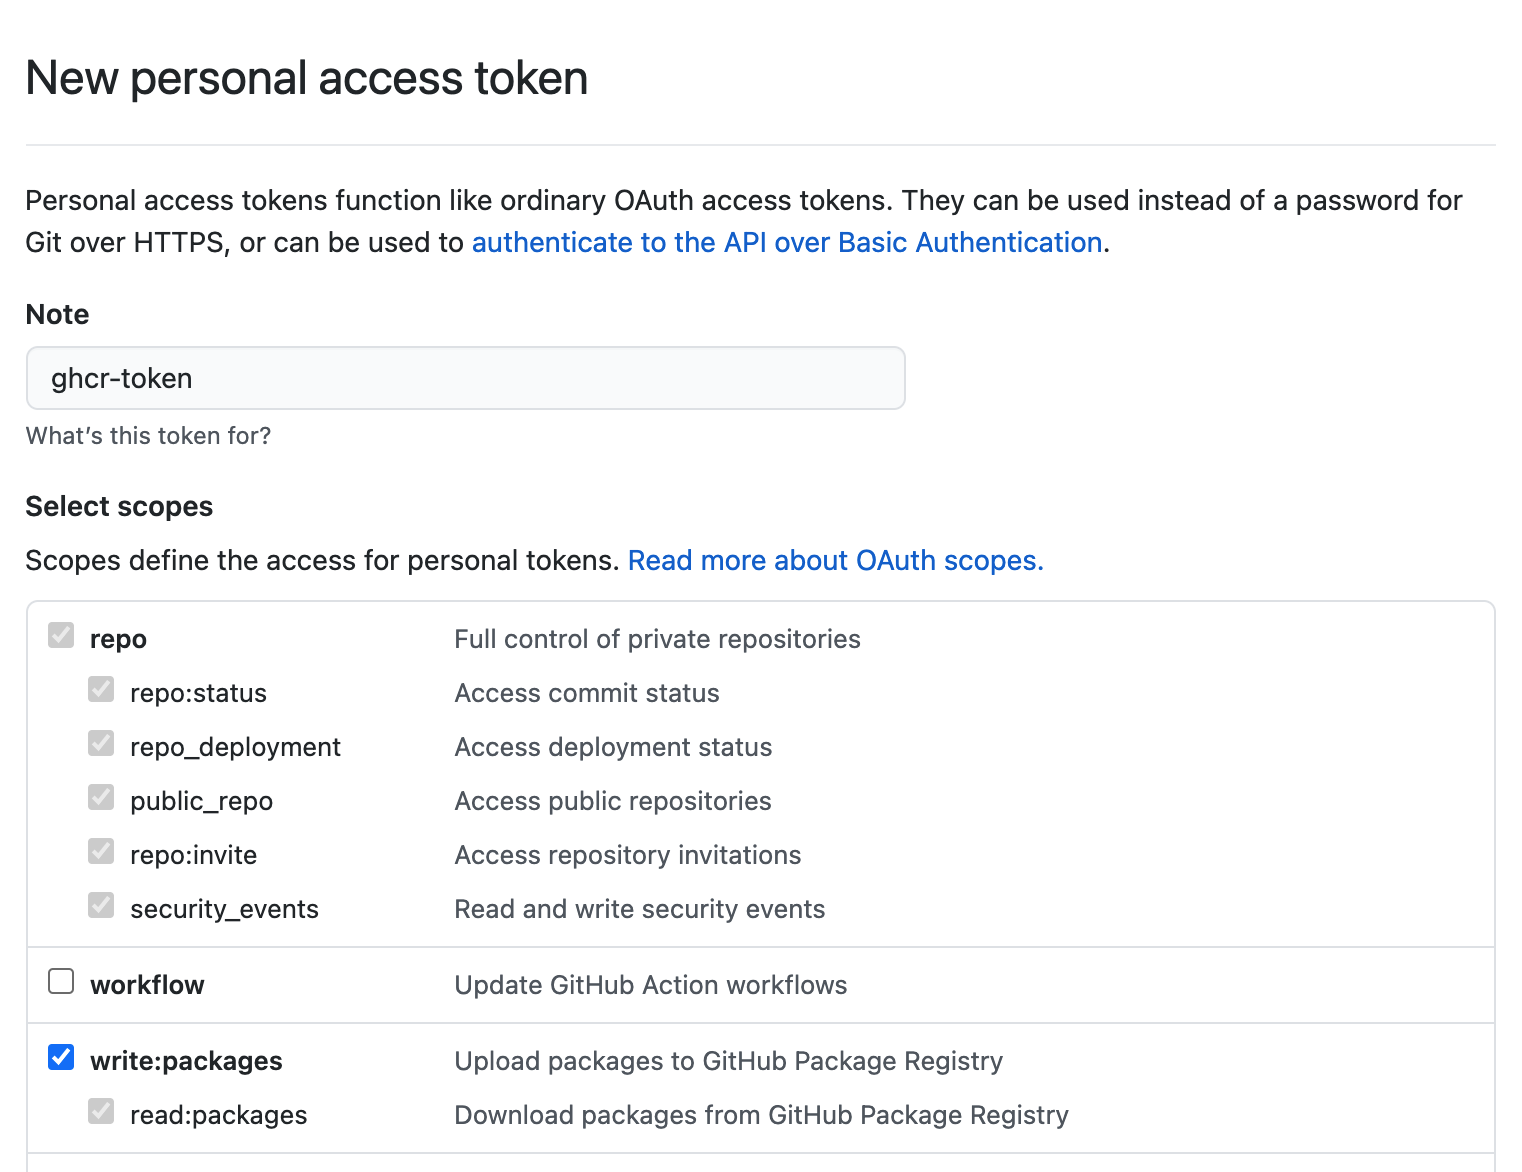 New personal access token
Personal access tokens function like ordinary OAuth access tokens. They can be used instead of a password for
Git over HTTPS, or can be used to authenticate to the API over Basic Authentication.
Note
ghcr-token
What's this token for?
Select scopes
Scopes define the access for personal tokens. Read more about OAuth scopes.
repo Full control of private repositories
repo:status Access commit status
repo_deployment Access deployment status
public_repo Access public repositories
repo:invite Access repository invitations
security_events Read and write security events
workflow Update GitHub Action workflows
write:packages Upload packages to GitHub Package Registry
read:packages Download packages from GitHub Package Registry